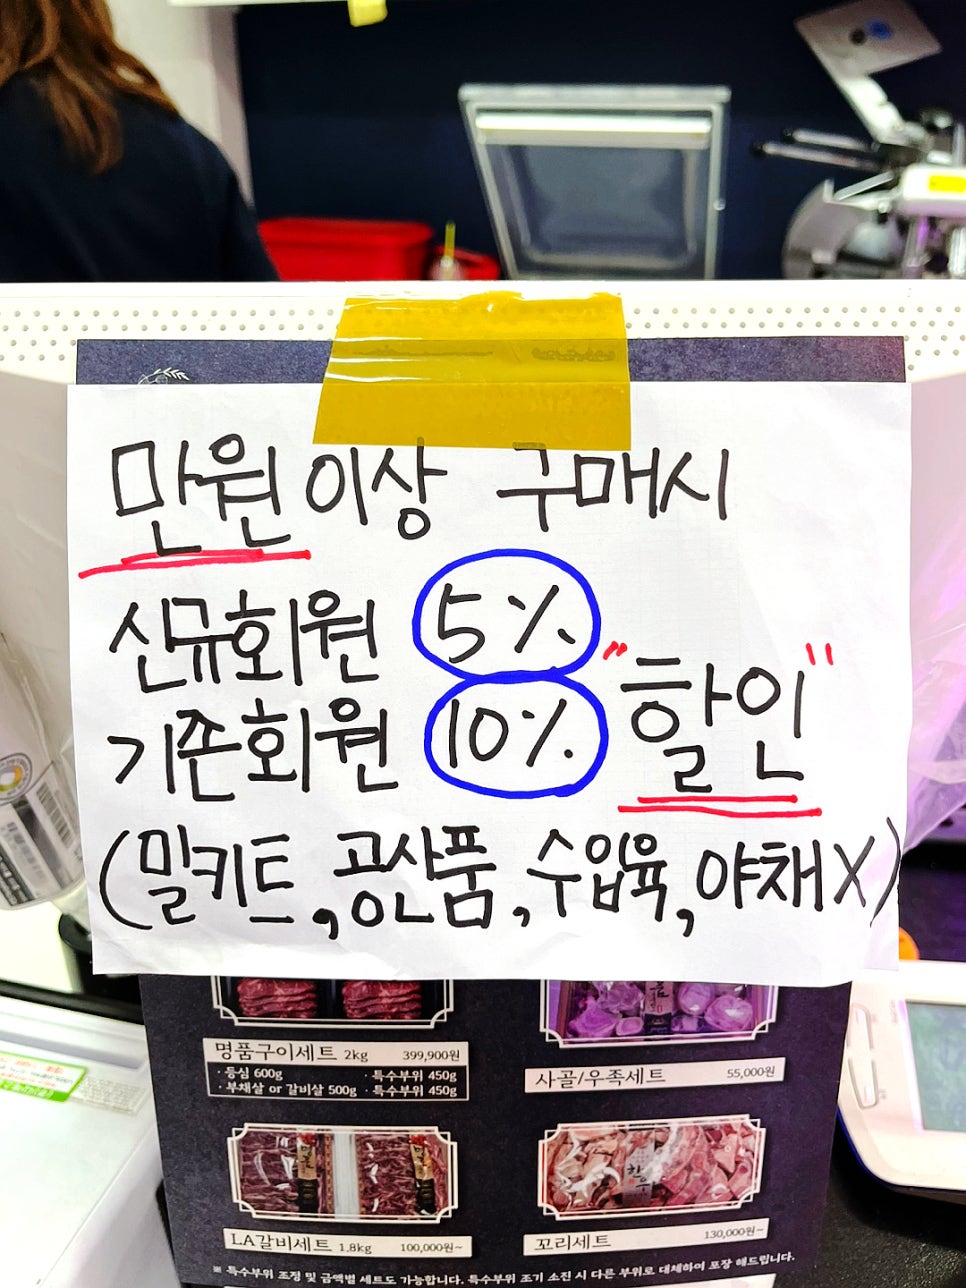 만원 이상 구매시
신규회원 5%
기존회원 10% "할인"
(밀키트, 공산품, 수입육, 야채 X)
명품구이세트 2kg 399,900원
· 등심 600g · 특수부위 450g
· 부채살 or 갈비살 500g · 특수부위 450g
사골/우족세트 55,000원
LA갈비세트 1.8kg 100,000원~
꼬리세트 130,000원~
※ 특수부위 조정 및 금액별 세트도 가능합니다. 특수부위 조기 소진 시 다른 부위로 대체하여 포장 해드립니다.